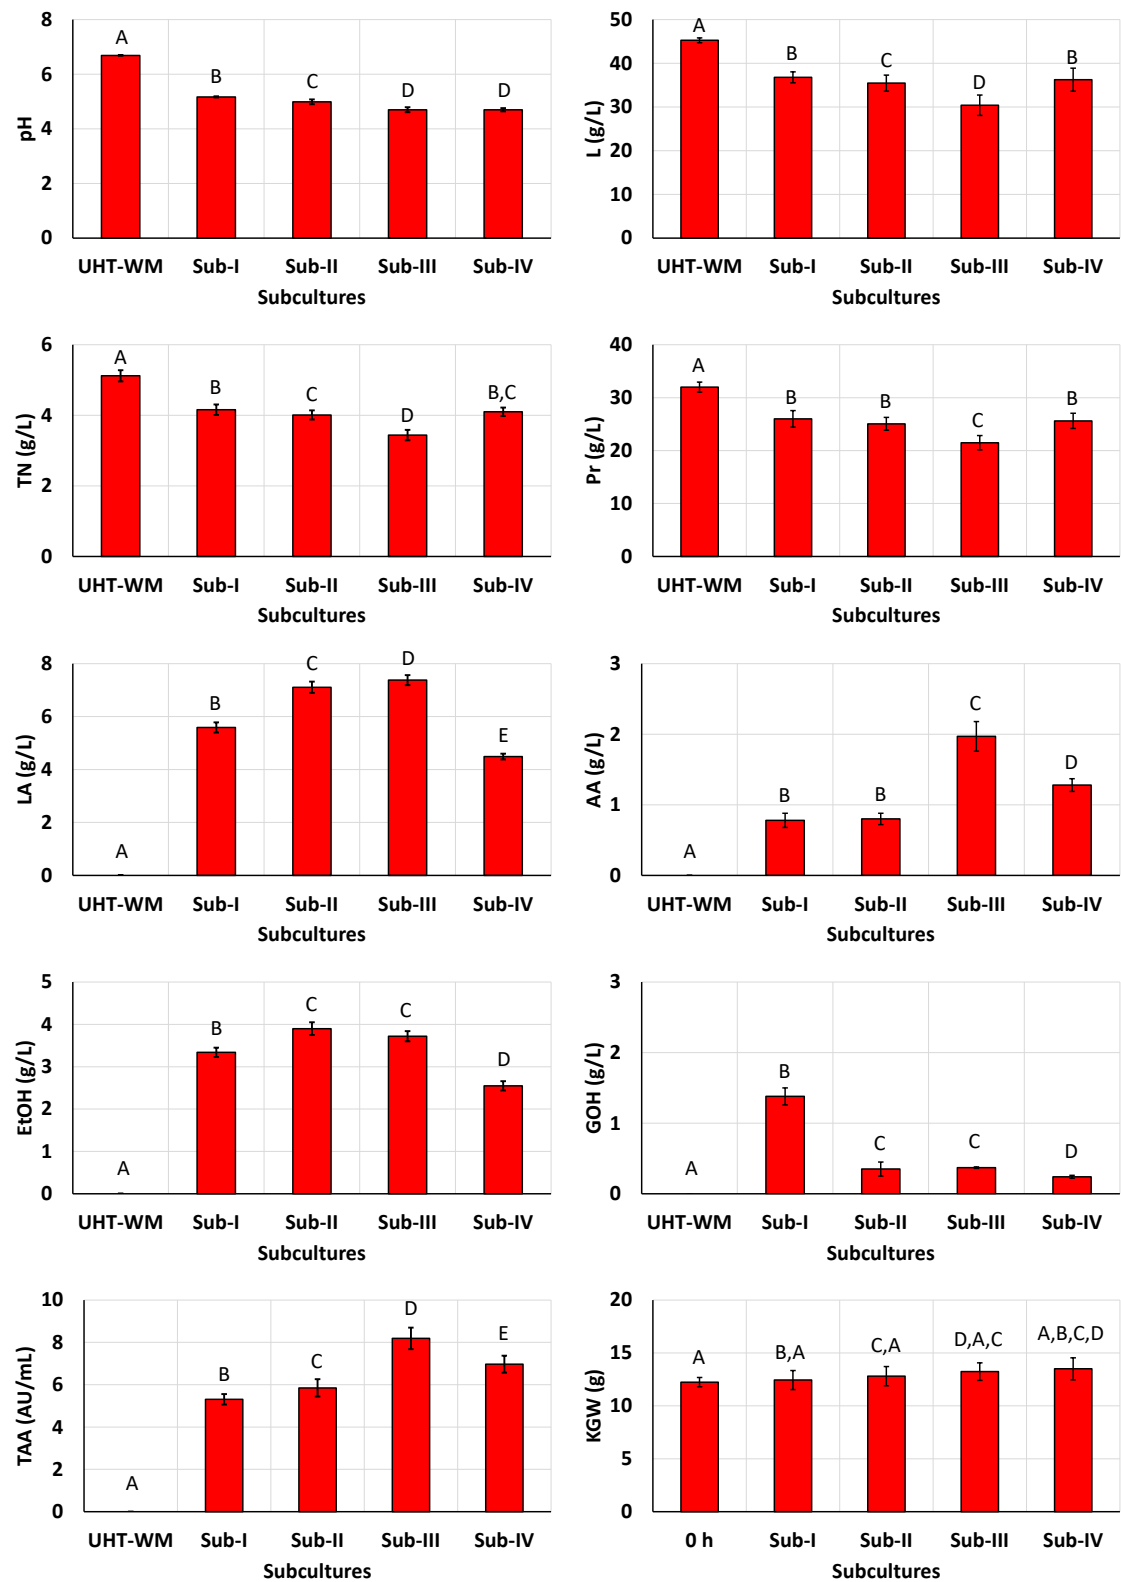 8
6
4
2
0
pH
A
B
C
D
D
UHT-WM Sub-I Sub-II Sub-III Sub-IV
Subcultures
50
40
30
20
10
0
L (g/L)
A
B
C
D
B
UHT-WM Sub-I Sub-II Sub-III Sub-IV
Subcultures
6
4
2
0
TN (g/L)
A
B
C
D
B,C
UHT-WM Sub-I Sub-II Sub-III Sub-IV
Subcultures
40
30
20
10
0
Pr (g/L)
A
B
B
C
B
UHT-WM Sub-I Sub-II Sub-III Sub-IV
Subcultures
8
6
4
2
0
LA (g/L)
A
B
C
D
E
UHT-WM Sub-I Sub-II Sub-III Sub-IV
Subcultures
3
2
1
0
AA (g/L)
A
B
B
C
D
UHT-WM Sub-I Sub-II Sub-III Sub-IV
Subcultures
5
4
3
2
1
0
EtOH (g/L)
A
B
C
C
D
UHT-WM Sub-I Sub-II Sub-III Sub-IV
Subcultures
3
2
1
0
GOH (g/L)
A
B
C
C
D
UHT-WM Sub-I Sub-II Sub-III Sub-IV
Subcultures
10
8
6
4
2
0
TAA (AU/mL)
A
B
C
D
E
UHT-WM Sub-I Sub-II Sub-III Sub-IV
Subcultures
20
15
10
5
0
KGW (g)
A
B,A
C,A
D,A,C
A,B,C,D
0 h Sub-I Sub-II Sub-III Sub-IV
Subcultures